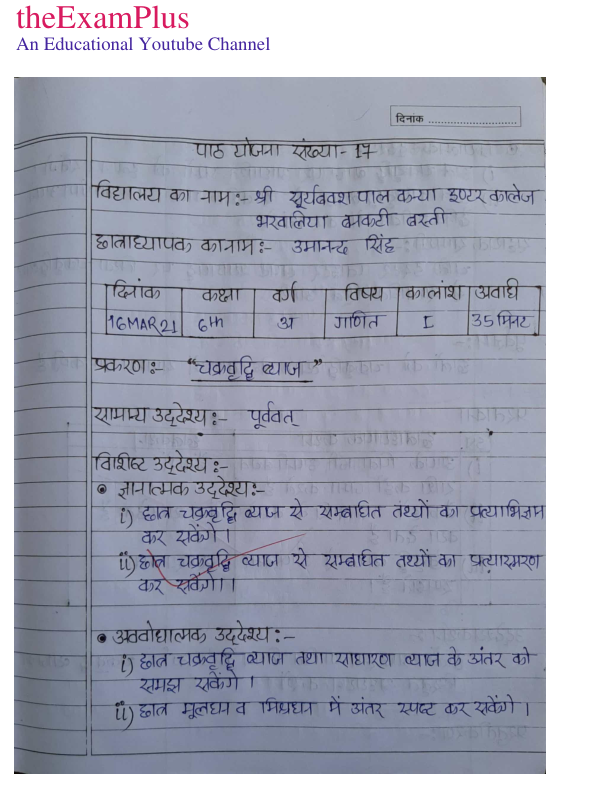 theExamPlus
An Educational Youtube Channel
दिनांक ..............................
पाठ योजना संख्या- 17
विद्यालय का नाम:- श्री सूर्यबक्श पाल कन्या इण्टर कालेज
भरवलिया बनकटी बस्ती
छात्राध्यापक का नाम:- उमानन्द सिंह
दिनांक कक्षा वर्ग विषय कालांश अवधि
16MAR21 6th अ गणित I 35 मिनट
प्रकरण:- "चक्रवृद्धि ब्याज"
सामान्य उद्देश्य:- पूर्ववत्
विशिष्ट उद्देश्य:-
• ज्ञानात्मक उद्देश्य:-
i) छात्र चक्रवृद्धि ब्याज से सम्बन्धित तथ्यों का प्रत्याभिज्ञान
कर सकेंगे।
ii) छात्र चक्रवृद्धि ब्याज से सम्बन्धित तथ्यों का प्रत्यास्मरण
कर सकेंगे।।
• अवबोधात्मक उद्देश्य:-
i) छात्र चक्रवृद्धि ब्याज तथा साधारण ब्याज के अंतर को
समझ सकेंगे।
ii) छात्र मूलधन व मिश्रधन में अंतर स्पष्ट कर सकेंगे।